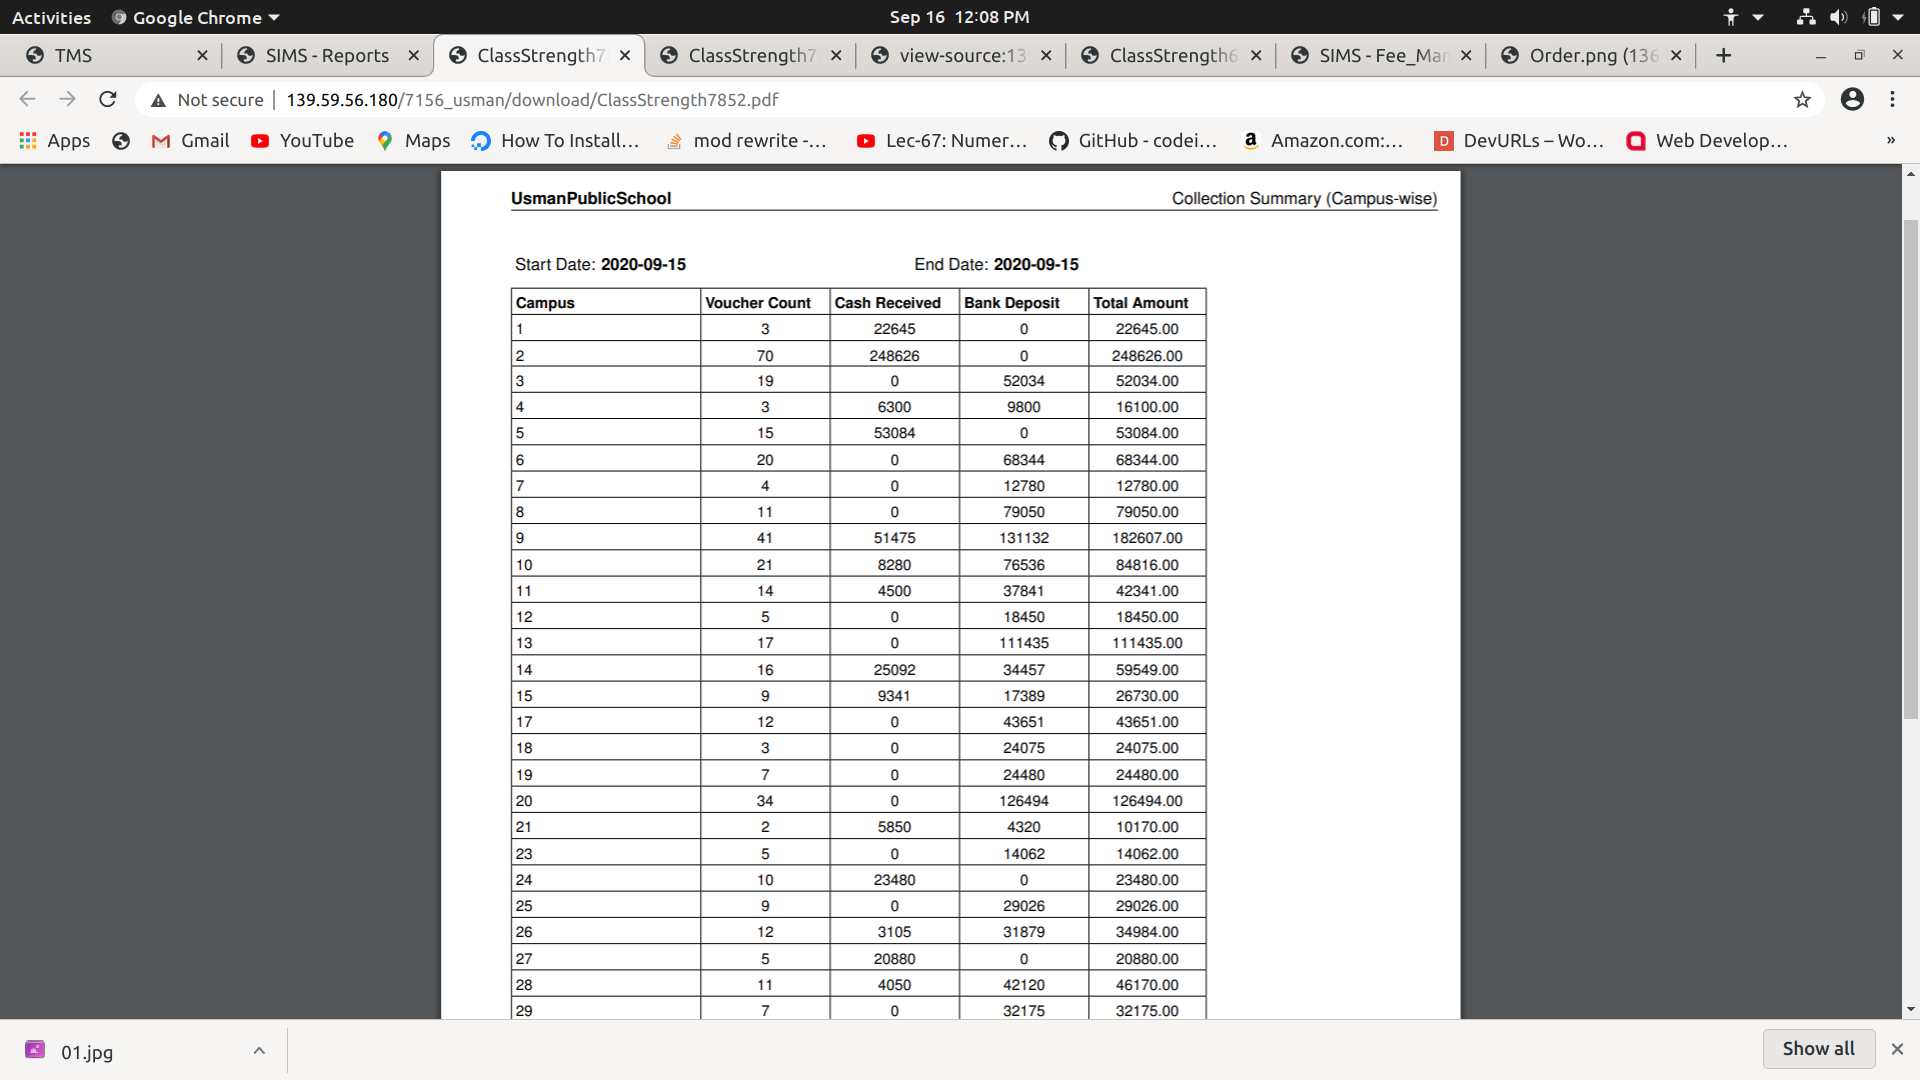 Activities Google Chrome Sep 16 12:08 PM
TMS SIMS - Reports ClassStrength7 ClassStrength7 view-source:13 ClassStrength6 SIMS - Fee_Man Order.png (136
Not secure 139.59.56.180/7156_usman/download/ClassStrength7852.pdf
Apps Gmail YouTube Maps How To Install... mod rewrite -... Lec-67: Numer... GitHub - codei... Amazon.com:... DevURLs – Wo... Web Develop... »
UsmanPublicSchool Collection Summary (Campus-wise)
Start Date: 2020-09-15 End Date: 2020-09-15
Campus Voucher Count Cash Received Bank Deposit Total Amount
1 3 22645 0 22645.00
2 70 248626 0 248626.00
3 19 0 52034 52034.00
4 3 6300 9800 16100.00
5 15 53084 0 53084.00
6 20 0 68344 68344.00
7 4 0 12780 12780.00
8 11 0 79050 79050.00
9 41 51475 131132 182607.00
10 21 8280 76536 84816.00
11 14 4500 37841 42341.00
12 5 0 18450 18450.00
13 17 0 111435 111435.00
14 16 25092 34457 59549.00
15 9 9341 17389 26730.00
17 12 0 43651 43651.00
18 3 0 24075 24075.00
19 7 0 24480 24480.00
20 34 0 126494 126494.00
21 2 5850 4320 10170.00
23 5 0 14062 14062.00
24 10 23480 0 23480.00
25 9 0 29026 29026.00
26 12 3105 31879 34984.00
27 5 20880 0 20880.00
28 11 4050 42120 46170.00
29 7 0 32175 32175.00
01.jpg Show all